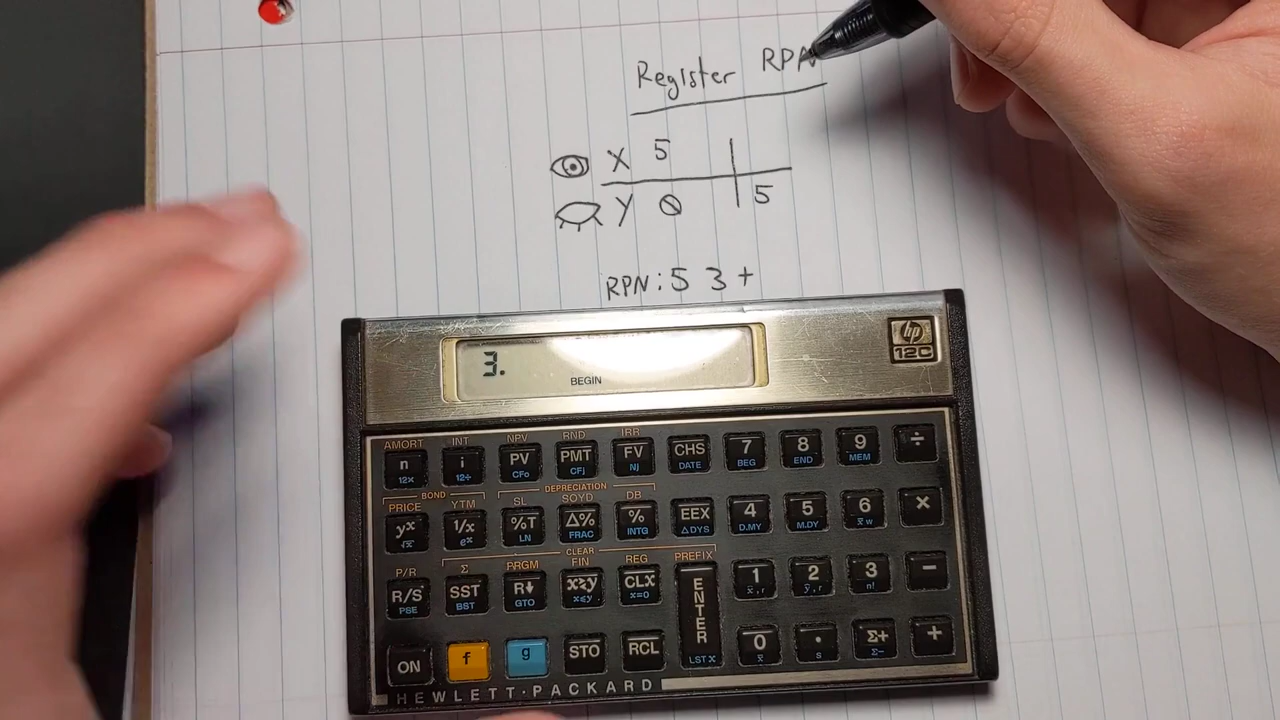 Register RPN
X 5
Y 0 5
RPN: 5 3 +
hp
12C
3.
BEGIN
AMORT INT NPV RND IRR
n i PV PMT FV CHS 7 8 9 ÷
12x 12÷ CFo CFj Nj DATE BEG END MEM
BOND DEPRECIATION
PRICE YTM SL SOYD DB
y^x 1/x %T Δ% % EEX 4 5 6 ×
√x e^x LN FRAC INTG ΔDYS D.MY M.DY x̄w
CLEAR
P/R Σ PRGM FIN REG PREFIX
R/S SST R↓ x≷y CLx ENTER 1 2 3 −
PSE BST GTO x≤y x=0 x̂,r ŷ,r n!
ON f g STO RCL 0 . Σ+ +
LST x x̄ s Σ−
HEWLETT·PACKARD